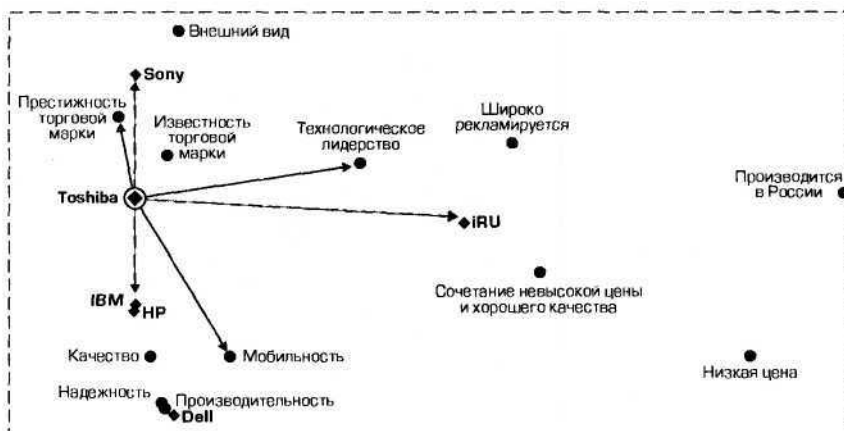 Внешний вид
Sony
Престижность
торговой
марки
Известность
торговой
марки
Технологическое
лидерство
Широко
рекламируется
Toshiba
Производится
в России
iRU
IBM
HP
Сочетание невысокой цены
и хорошего качества
Качество
Мобильность
Низкая цена
Надежность
Производительность
Dell